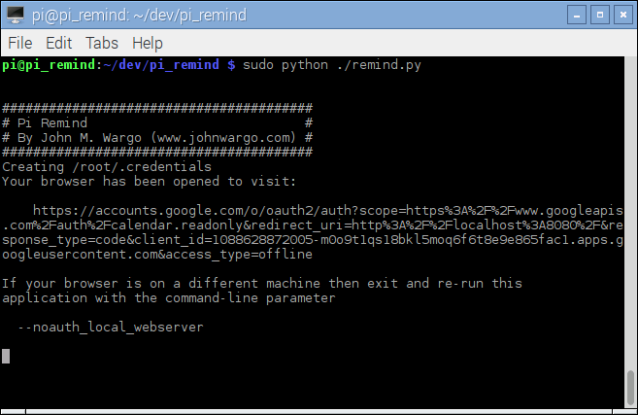 pi@pi_remind: ~/dev/pi_remind
File Edit Tabs Help
pi@pi_remind:~/dev/pi_remind $ sudo python ./remind.py
########################################
# Pi Remind                            #
# By John M. Wargo (www.johnwargo.com) #
########################################
Creating /root/.credentials
Your browser has been opened to visit:
https://accounts.google.com/o/oauth2/auth?scope=https%3A%2F%2Fwww.googleapis
.com%2Fauth%2Fcalendar.readonly&redirect_uri=http%3A%2F%2Flocalhost%3A8080%2F&re
sponse_type=code&client_id=1088628872005-m0o9t1qs18bkl5moq6f6t8e9e865fac1.apps.g
oogleusercontent.com&access_type=offline
If your browser is on a different machine then exit and re-run this
application with the command-line parameter
--noauth_local_webserver